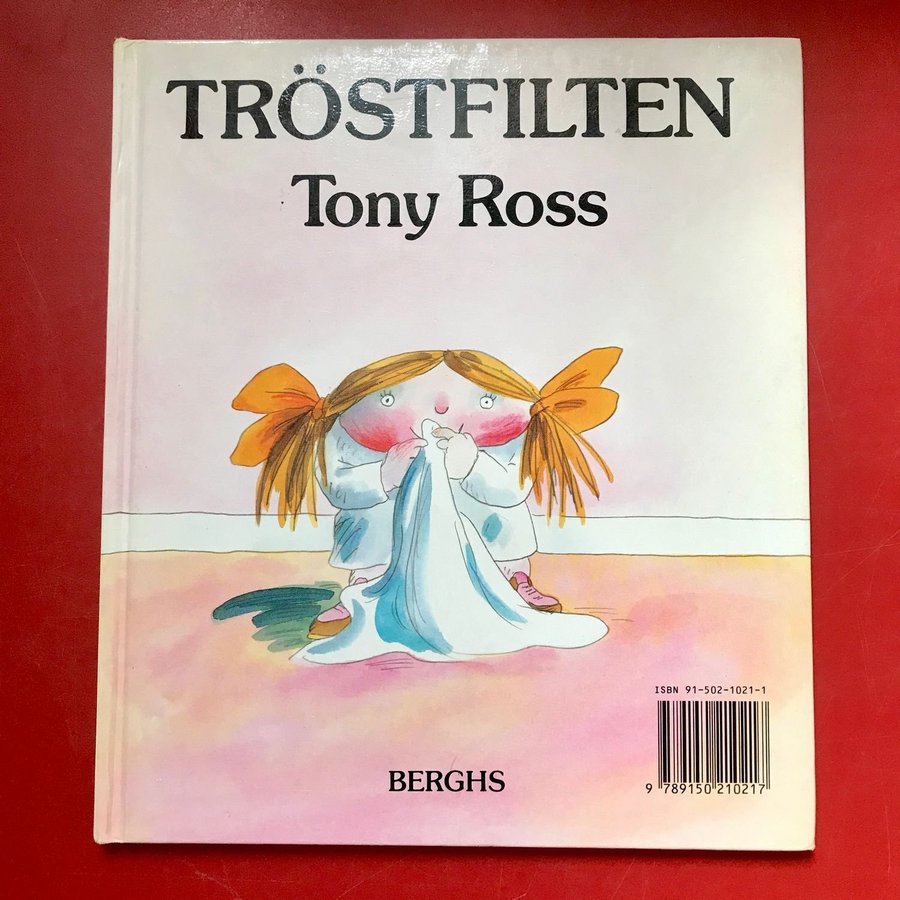 TRÖSTFILTEN
Tony Ross
ISBN 91-502-1021-1
9 789150 210217
BERGHS